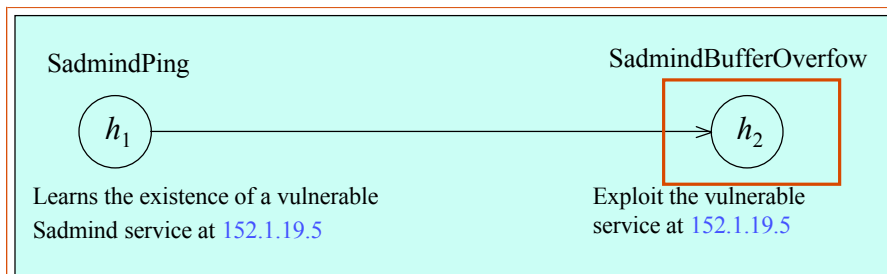 SadmindPing
SadmindBufferOverfow
h1
h2
Learns the existence of a vulnerable
Sadmind service at 152.1.19.5
Exploit the vulnerable
service at 152.1.19.5